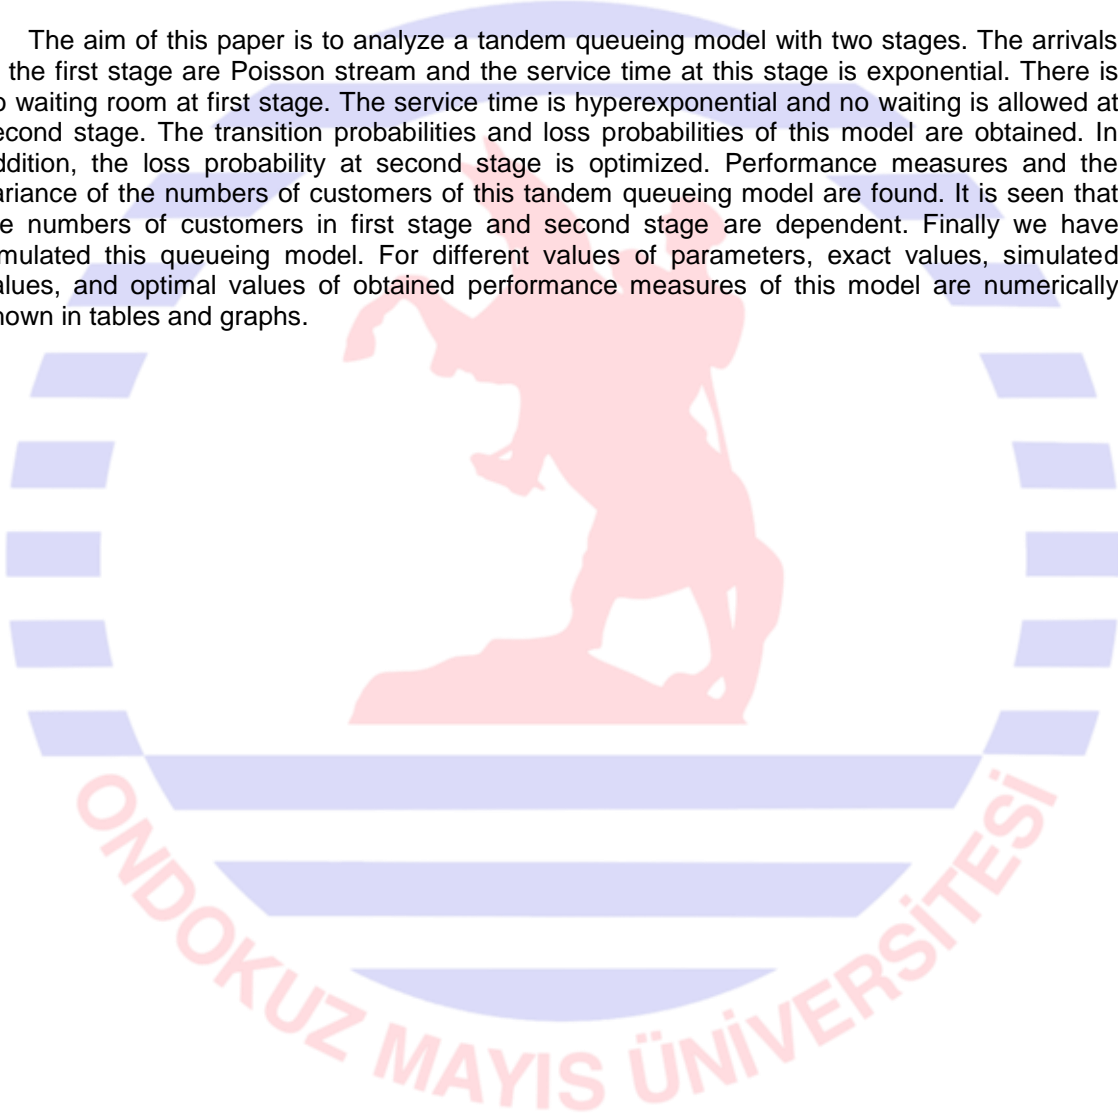 The aim of this paper is to analyze a tandem queueing model with two stages. The arrivals
the first stage are Poisson stream and the service time at this stage is exponential. There is
waiting room at first stage. The service time is hyperexponential and no waiting is allowed at
stage. The transition probabilities and loss probabilities of this model are obtained. In
the loss probability at second stage is optimized. Performance measures and the
of the numbers of customers of this tandem queueing model are found. It is seen that
numbers of customers in first stage and second stage are dependent. Finally we have
this queueing model. For different values of parameters, exact values, simulated
and optimal values of obtained performance measures of this model are numerically
in tables and graphs.
ONDOKUZ MAYIS ÜNİVERSİTESİ